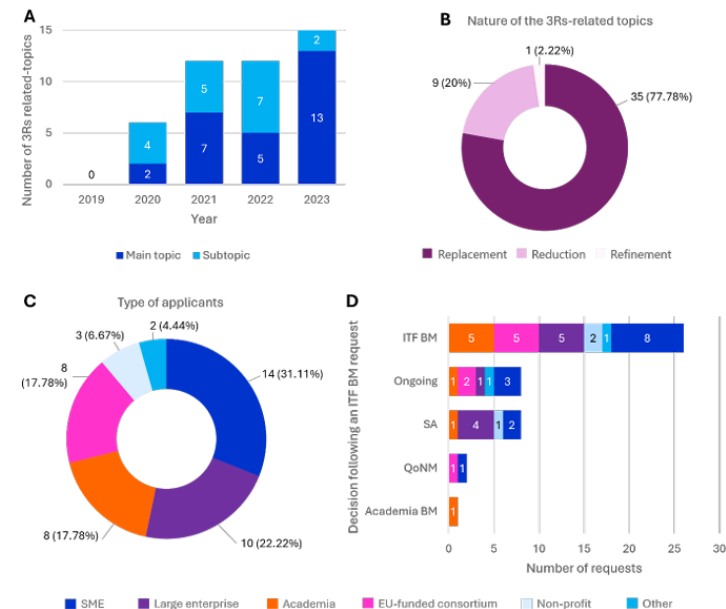 A
Number of 3Rs related-topics
15
10
5
0
0
4
2
5
7
7
5
2
13
2019 2020 2021 2022 2023
Year
Main topic Subtopic
B Nature of the 3Rs-related topics
1 (2.22%)
9 (20%)
35 (77.78%)
Replacement Reduction Refinement
C Type of applicants
2 (4.44%)
3 (6.67%)
8
(17.78%)
14 (31.11%)
8 (17.78%)
10 (22.22%)
D
Decision following an ITF BM request
ITF BM 5 5 5 2 1 8
Ongoing 1 2 1 1 3
SA 1 4 1 2
QoNM 1 1
Academia BM 1
0 5 10 15 20 25 30
Number of requests
SME Large enterprise Academia EU-funded consortium Non-profit Other